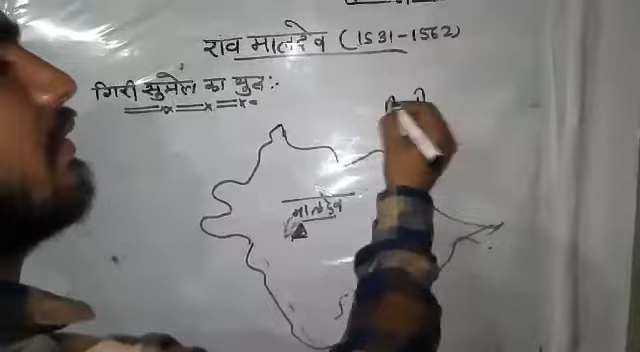 राव मालदेव (1531-1562)
गिरी सुमेल का युद्ध :-
मालदेव